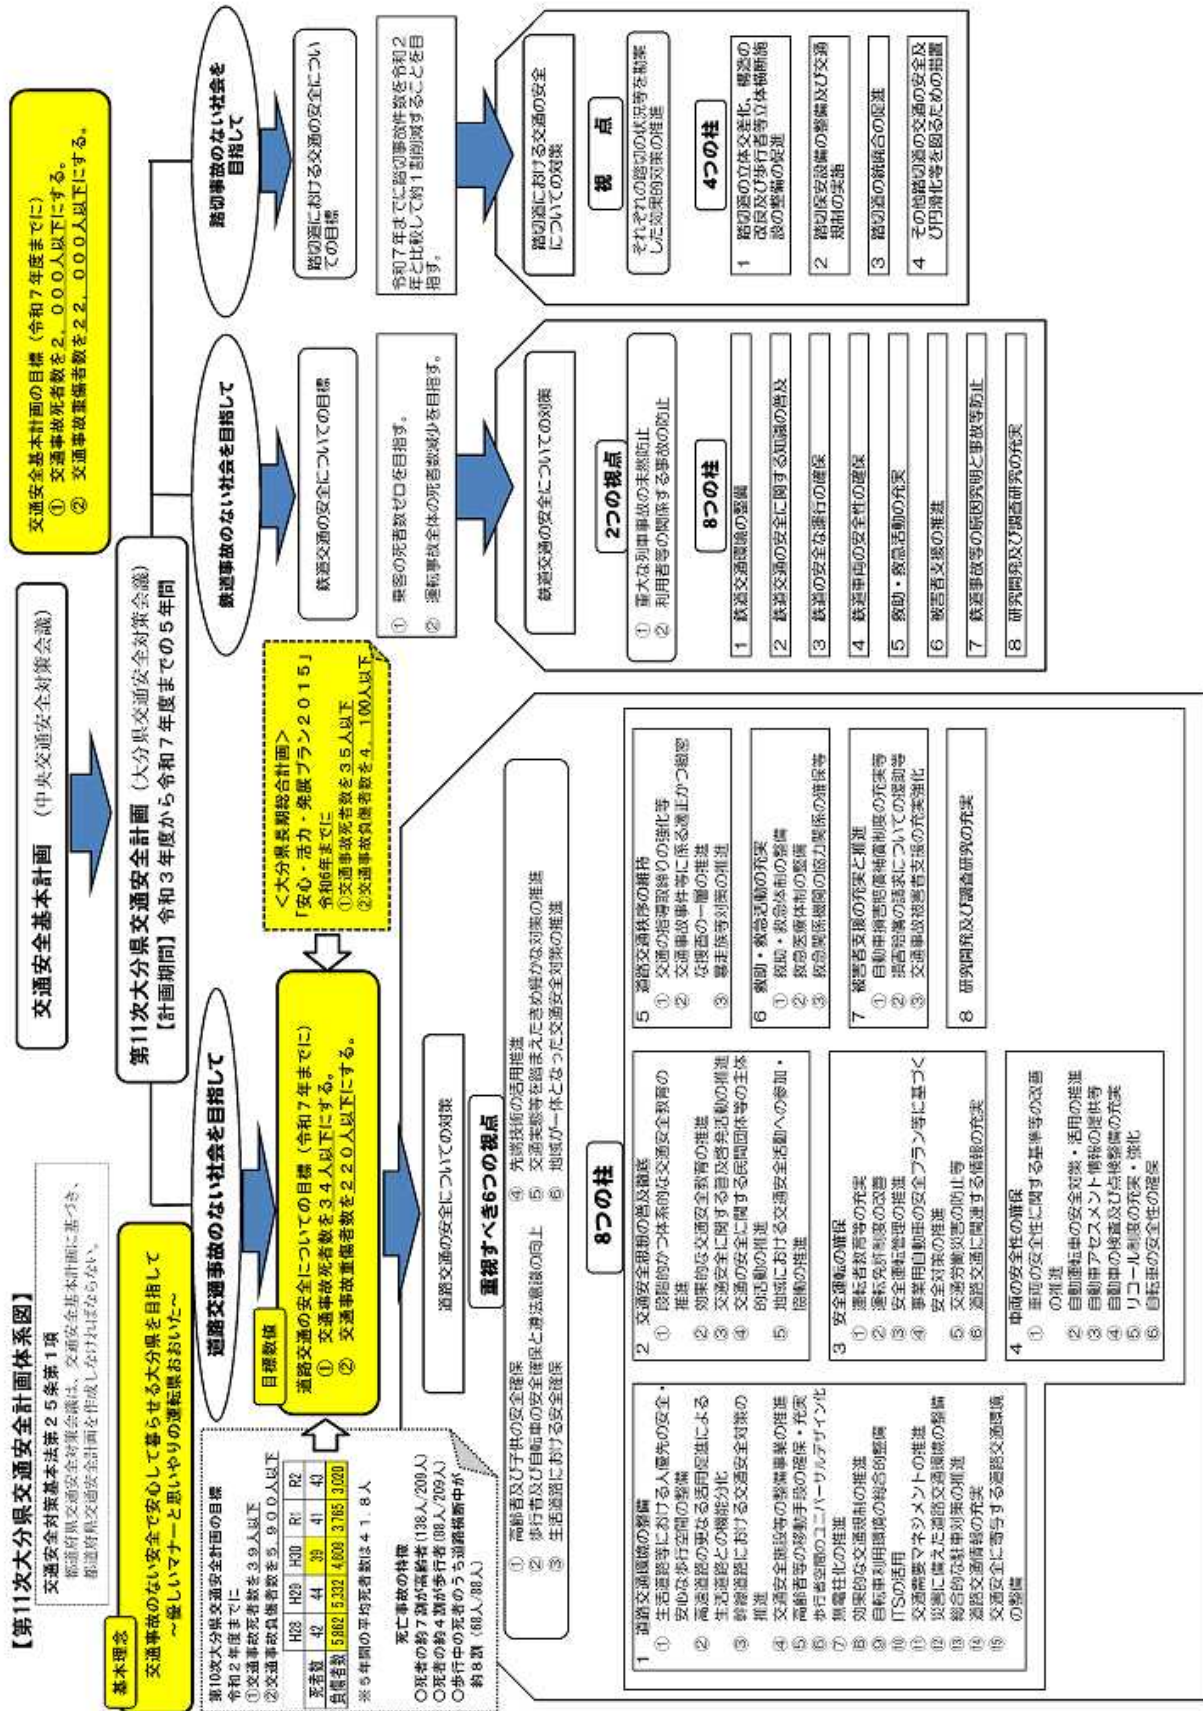 【第11次大分県交通安全計画体系図】
交通安全対策基本法第２５条第１項
都道府県交通安全対策会議は、交通安全基本計画に基づき、
都道府県交通安全計画を作成しなければならない。
基本理念
交通事故のない安全で安心して暮らせる大分県を目指して
～優しいマナーと思いやりの運転県おおいた～
交通安全基本計画　（中央交通安全対策会議）
交通安全基本計画の目標（令和７年度までに）
①　交通事故死者数を２，０００人以下にする。
②　交通事故重傷者数を２２，０００人以下にする。
第11次大分県交通安全計画（大分県交通安全対策会議）
【計画期間】令和３年度から令和７年度までの５年間
道路交通事故のない社会を目指して
目標数値
道路交通の安全についての目標（令和７年までに）
①　交通事故死者数を３４人以下にする。
②　交通事故重傷者数を２２０人以下にする。
＜大分県長期総合計画＞
「安心・活力・発展プラン２０１５」
令和6年までに
①交通事故死者数を３５人以下
②交通事故負傷者数を４，１００人以下
第10次大分県交通安全計画の目標
令和２年度までに
①交通事故死者数を３９人以下
②交通事故負傷者数を５，９００人以下
H28 H29 H30 R1 R2
死者数 42 44 39 41 43
負傷者数 5,862 5,332 4,609 3,765 3,020
※５年間の平均死者数は４１．８人
死亡事故の特徴
○死者の約７割が高齢者（138人/209人）
○死者の約４割が歩行者（88人/209人）
○歩行中の死者のうち道路横断中が
約８割（68人/88人）
道路交通の安全についての対策
重視すべき6つの視点
①　高齢者及び子供の安全確保
②　歩行者及び自転車の安全確保と遵法意識の向上
③　生活道路における安全確保
④　先端技術の活用推進
⑤　交通実態等を踏まえたきめ細かな対策の推進
⑥　地域が一体となった交通安全対策の推進
8つの柱
1　道路交通環境の整備
①　生活道路等における人優先の安全・
安心な歩行空間の整備
②　高速道路の更なる活用促進による
生活道路との機能分化
③　幹線道路における交通安全対策の
推進
④　交通安全施設等の整備事業の推進
⑤　高齢者等の移動手段の確保・充実
⑥　歩行者空間のユニバーサルデザイン化
⑦　無電柱化の推進
⑧　効果的な交通規制の推進
⑨　自転車利用環境の総合的整備
⑩　ITSの活用
⑪　交通需要マネジメントの推進
⑫　災害に備えた道路交通環境の整備
⑬　総合的な駐車対策の推進
⑭　道路交通情報の充実
⑮　交通安全に寄与する道路交通環境
の整備
2　交通安全思想の普及徹底
①　段階的かつ体系的な交通安全教育の
推進
②　効果的な交通安全教育の推進
③　交通安全に関する普及啓発活動の推進
④　交通の安全に関する民間団体等の主体
的活動の推進
⑤　地域における交通安全活動への参加・
協働の推進
3　安全運転の確保
①　運転者教育等の充実
②　運転免許制度の改善
③　安全運転管理の推進
④　事業用自動車の安全プラン等に基づく
安全対策の推進
⑤　交通労働災害の防止等
⑥　道路交通に関連する情報の充実
4　車両の安全性の確保
①　車両の安全性に関する基準等の改善
の推進
②　自動運転車の安全対策・活用の推進
③　自動車アセスメント情報の提供等
④　自動車の検査及び点検整備の充実
⑤　リコール制度の充実・強化
⑥　自転車の安全性の確保
5　道路交通秩序の維持
①　交通の指導取締りの強化等
②　交通事故事件等に係る適正かつ緻密
な捜査の一層の推進
③　暴走族等対策の推進
6　救助・救急活動の充実
①　救助・救急体制の整備
②　救急医療体制の整備
③　救急関係機関の協力関係の確保等
7　被害者支援の充実と推進
①　自動車損害賠償補償制度の充実等
②　損害賠償の請求についての援助等
③　交通事故被害者支援の充実強化
8　研究開発及び調査研究の充実
鉄道事故のない社会を目指して
鉄道交通の安全についての目標
①　乗客の死者数ゼロを目指す。
②　運転事故全体の死者数減少を目指す。
鉄道交通の安全についての対策
2つの視点
①　重大な列車事故の未然防止
②　利用者等の関係する事故の防止
8つの柱
1　鉄道交通環境の整備
2　鉄道交通の安全に関する知識の普及
3　鉄道の安全な運行の確保
4　鉄道車両の安全性の確保
5　救助・救急活動の充実
6　被害者支援の推進
7　鉄道事故等の原因究明と事故等防止
8　研究開発及び調査研究の充実
踏切事故のない社会を
目指して
踏切道における交通の安全につい
ての目標
令和７年までに踏切事故件数を令和２
年と比較して約１割削減することを目
指す。
踏切道における交通の安全
についての対策
視　点
それぞれの踏切の状況等を勘案
した効果的対策の推進
4つの柱
1　踏切道の立体交差化、構造の
改良及び歩行者等立体横断施
設の整備の促進
2　踏切保安設備の整備及び交通
規制の実施
3　踏切道の統廃合の促進
4　その他踏切道の交通の安全及
び円滑化等を図るための措置